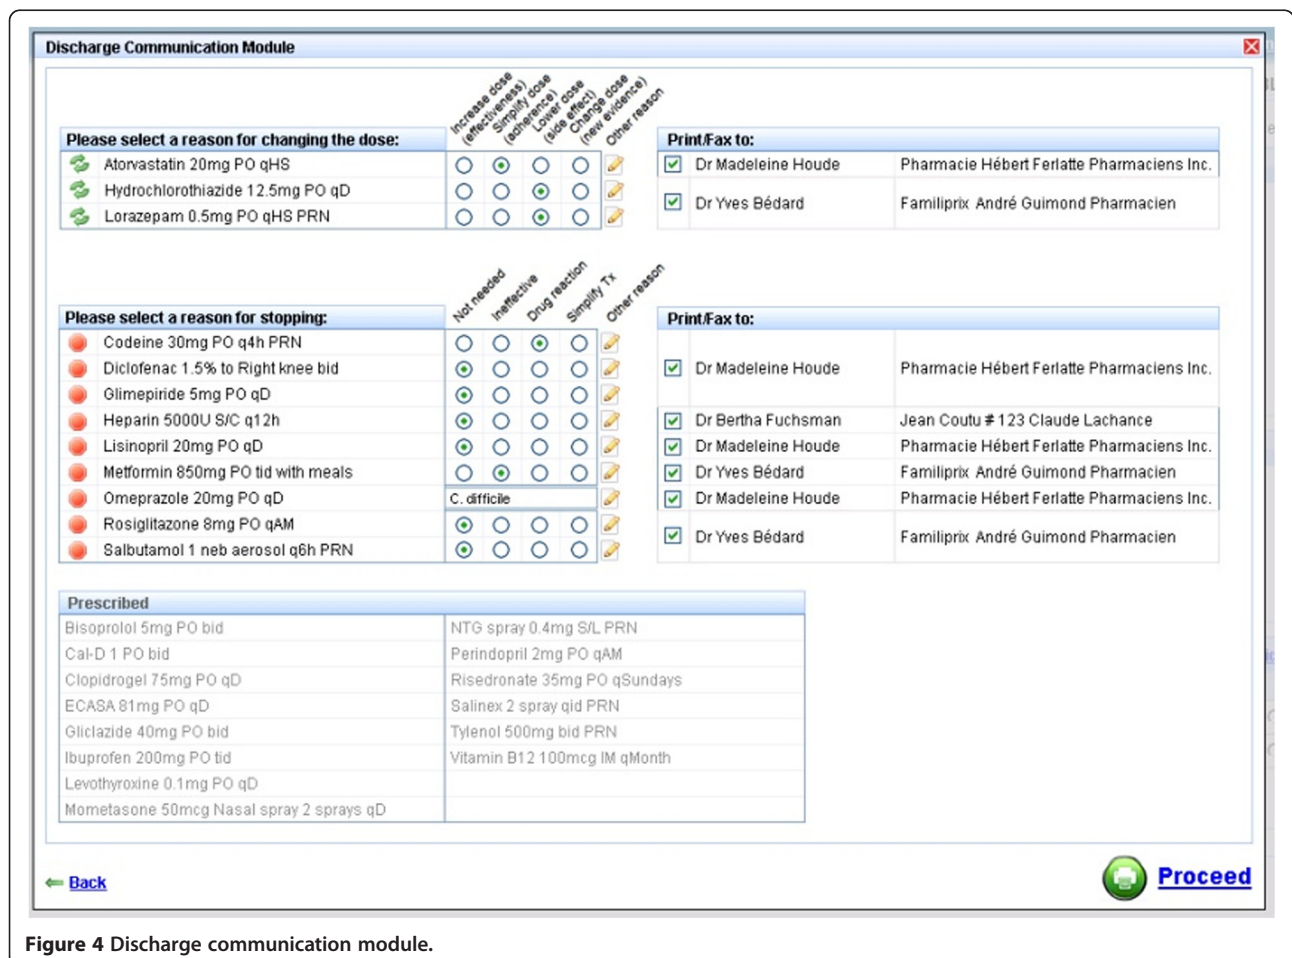 Discharge Communication Module
Increase dose (effectiveness)
Simplify dose (adherence)
Lower dose (side effect)
Change dose (new evidence)
Other reason
Please select a reason for changing the dose:
Print/Fax to:
Atorvastatin 20mg PO qHS
Dr Madeleine Houde Pharmacie Hébert Ferlatte Pharmaciens Inc.
Hydrochlorothiazide 12.5mg PO qD
Dr Yves Bédard Familiprix André Guimond Pharmacien
Lorazepam 0.5mg PO qHS PRN
Not needed
Ineffective
Drug reaction
Simplify Tx
Other reason
Please select a reason for stopping:
Print/Fax to:
Codeine 30mg PO q4h PRN
Diclofenac 1.5% to Right knee bid
Dr Madeleine Houde Pharmacie Hébert Ferlatte Pharmaciens Inc.
Glimepiride 5mg PO qD
Heparin 5000U S/C q12h
Dr Bertha Fuchsman Jean Coutu # 123 Claude Lachance
Lisinopril 20mg PO qD
Dr Madeleine Houde Pharmacie Hébert Ferlatte Pharmaciens Inc.
Metformin 850mg PO tid with meals
Dr Yves Bédard Familiprix André Guimond Pharmacien
Omeprazole 20mg PO qD C. difficile
Dr Madeleine Houde Pharmacie Hébert Ferlatte Pharmaciens Inc.
Rosiglitazone 8mg PO qAM
Dr Yves Bédard Familiprix André Guimond Pharmacien
Salbutamol 1 neb aerosol q6h PRN
Prescribed
Bisoprolol 5mg PO bid NTG spray 0.4mg S/L PRN
Cal-D 1 PO bid Perindopril 2mg PO qAM
Clopidrogel 75mg PO qD Risedronate 35mg PO qSundays
ECASA 81mg PO qD Salinex 2 spray qid PRN
Gliclazide 40mg PO bid Tylenol 500mg bid PRN
Ibuprofen 200mg PO tid Vitamin B12 100mcg IM qMonth
Levothyroxine 0.1mg PO qD
Mometasone 50mcg Nasal spray 2 sprays qD
Back
Proceed
Figure 4 Discharge communication module.